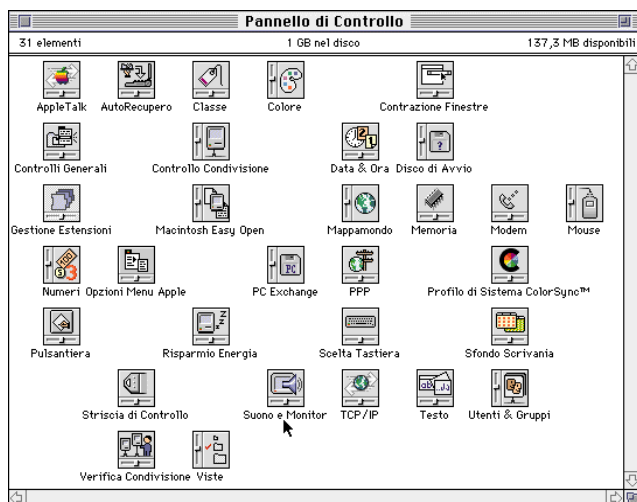 Pannello di Controllo
31 elementi 1 GB nel disco 137,3 MB disponibili
AppleTalk AutoRecupero Classe Colore Contrazione Finestre
Controlli Generali Controllo Condivisione Data & Ora Disco di Avvio
Gestione Estensioni Macintosh Easy Open Mappamondo Memoria Modem Mouse
Numeri Opzioni Menu Apple PC Exchange PPP Profilo di Sistema ColorSync™
Pulsantiera Risparmio Energia Scelta Tastiera Sfondo Scrivania
Striscia di Controllo Suono e Monitor TCP/IP Testo Utenti & Gruppi
Verifica Condivisione Viste